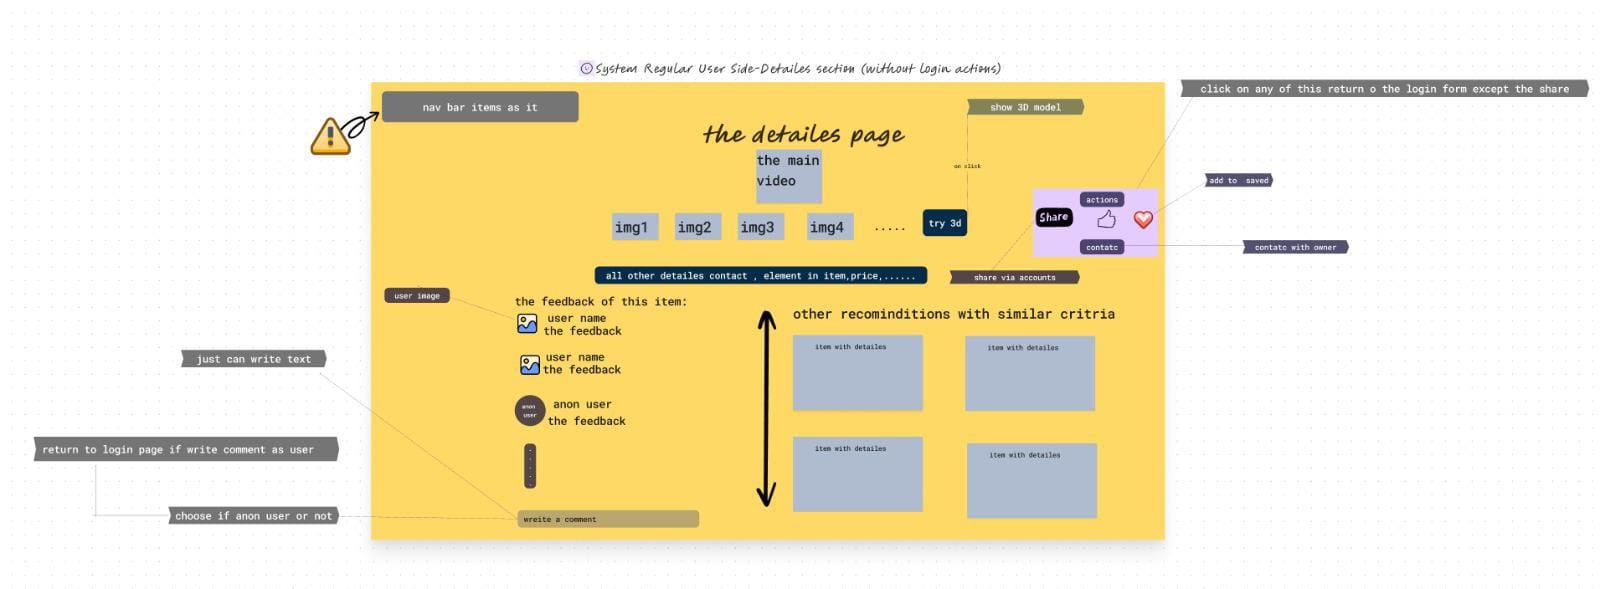 System Regular User Side-Detailes section (without login actions)
click on any of this return o the login form except the share
nav bar items as it
show 3D model
the detailes page
the main
video
on click
add to saved
actions
Share
img1
img2
img3
img4
.....
try 3d
contatc
contatc with owner
all other detailes contact , element in item,price,......
share via accounts
user image
the feedback of this item:
user name
the feedback
other recominditions with similar critria
item with detailes
item with detailes
just can write text
user name
the feedback
anon
user
anon user
the feedback
return to login page if write comment as user
item with detailes
item with detailes
choose if anon user or not
wreite a comment